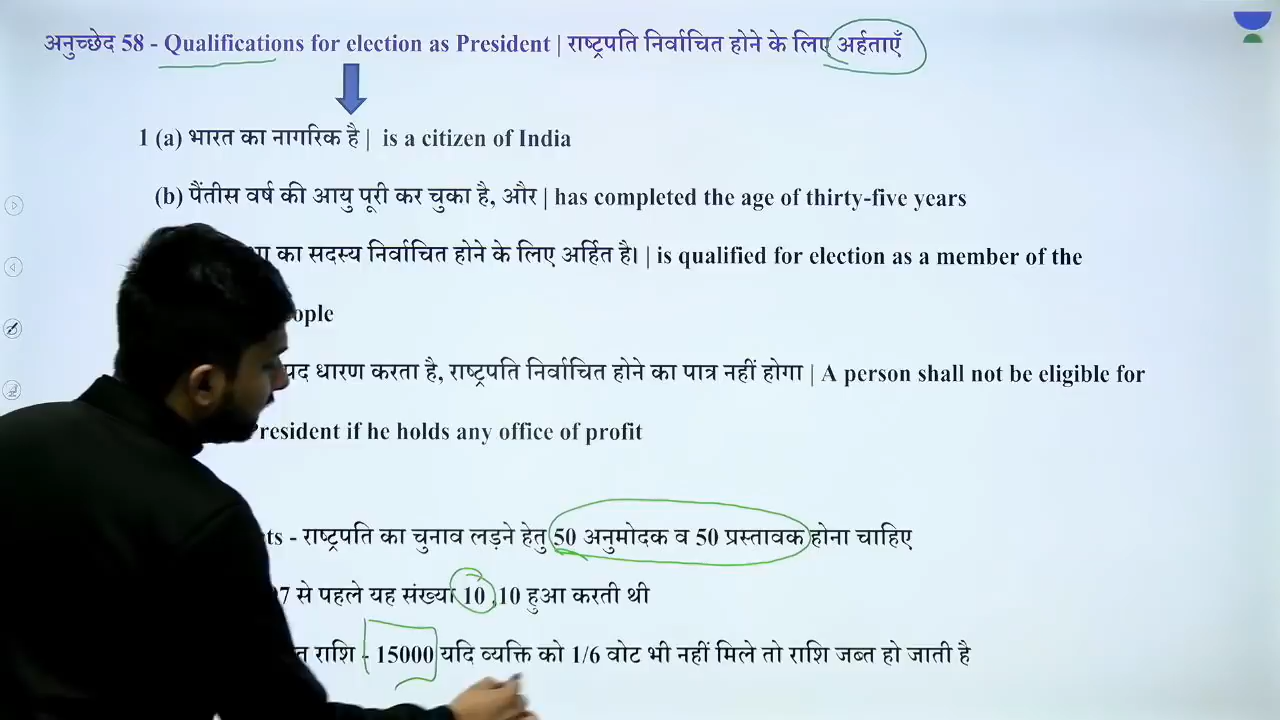 अनुच्छेद 58 - Qualifications for election as President | राष्ट्रपति निर्वाचित होने के लिए अर्हताएँ
1 (a) भारत का नागरिक है | is a citizen of India
(b) पैंतीस वर्ष की आयु पूरी कर चुका है, और | has completed the age of thirty-five years
का सदस्य निर्वाचित होने के लिए अर्हित है। | is qualified for election as a member of the
पद धारण करता है, राष्ट्रपति निर्वाचित होने का पात्र नहीं होगा | A person shall not be eligible for
President if he holds any office of profit
- राष्ट्रपति का चुनाव लड़ने हेतु 50 अनुमोदक व 50 प्रस्तावक होना चाहिए
से पहले यह संख्या 10 ,10 हुआ करती थी
राशि - 15000 यदि व्यक्ति को 1/6 वोट भी नहीं मिले तो राशि जब्त हो जाती है